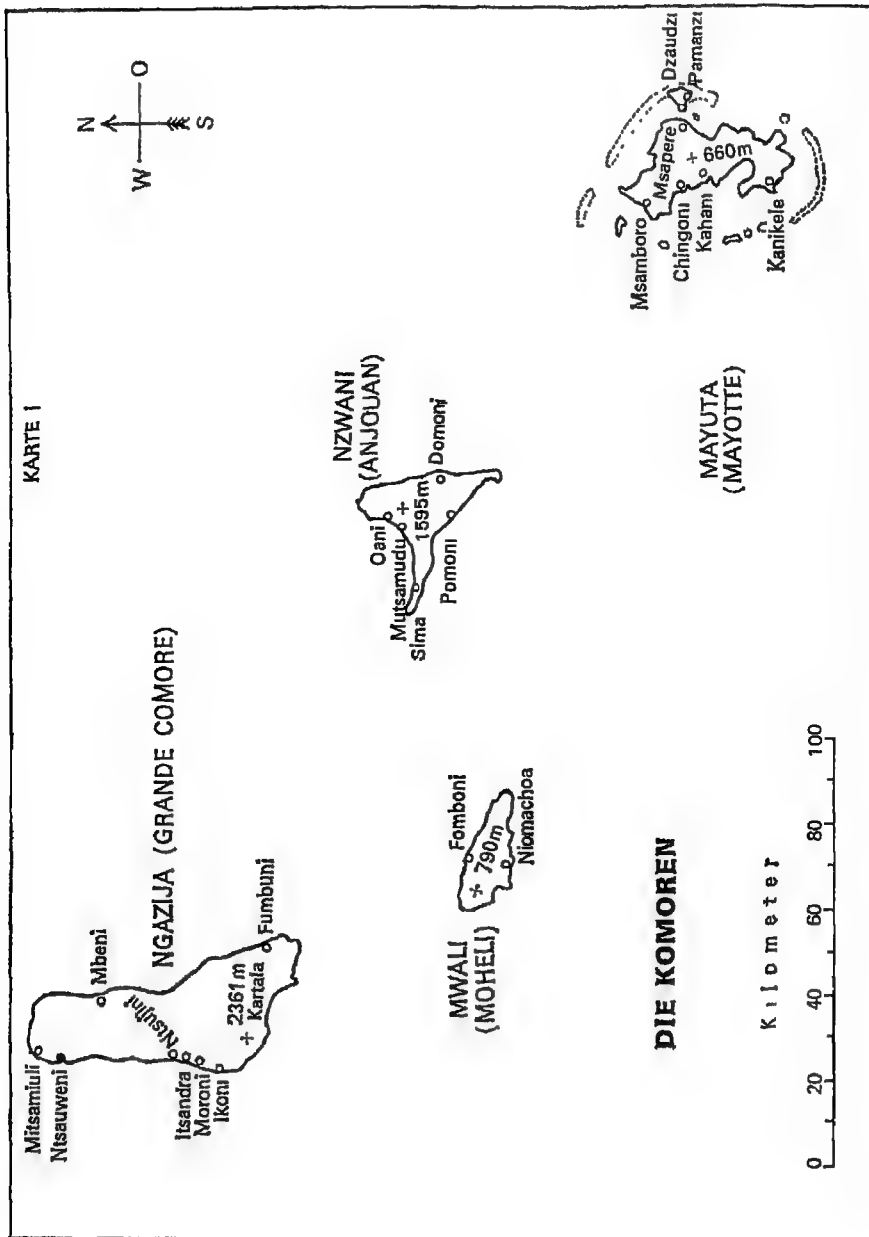 KARTE I
N
W O
S
NGAZIJA (GRANDE COMORE)
Mitsamiuli
Ntsauweni
Mbeni
Ntsujini
Itsandra
Moroni
Ikoni
2361m
Kartala
Fumbuni
NZWANI
(ANJOUAN)
Oani
Mutsamudu
Sima
1595m
Domoni
Pomoni
MWALI
(MOHELI)
Fomboni
790m
Niomachoa
MAYUTA
(MAYOTTE)
Msamboro
Msapere
Dzaudzi
Pamanzi
Chingoni
Kahani
660m
Kanikele
DIE KOMOREN
Kilometer
0 20 40 60 80 100